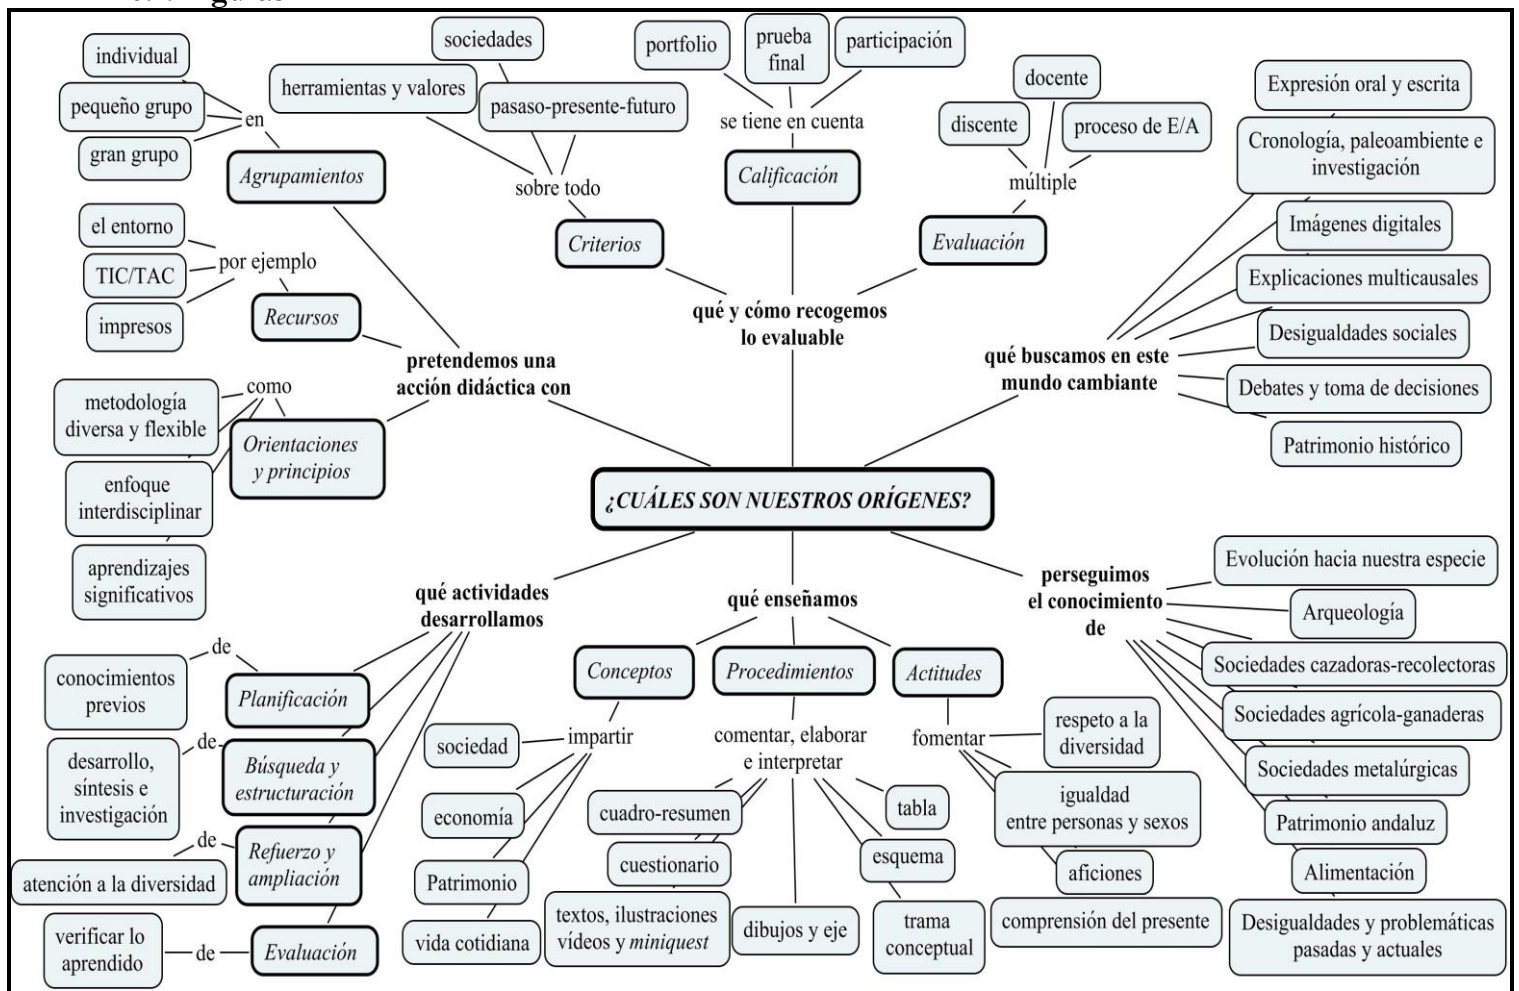 individual
pequeño grupo
gran grupo
en
Agrupamientos
el entorno
TIC/TAC
impresos
por ejemplo
Recursos
pretendemos una
acción didáctica con
como
metodología
diversa y flexible
enfoque
interdisciplinar
aprendizajes
significativos
Orientaciones
y principios
sociedades
herramientas y valores
pasaso-presente-futuro
sobre todo
Criterios
portfolio
prueba
final
participación
se tiene en cuenta
Calificación
docente
discente
proceso de E/A
múltiple
Evaluación
qué y cómo recogemos
lo evaluable
Expresión oral y escrita
Cronología, paleoambiente e
investigación
Imágenes digitales
Explicaciones multicausales
Desigualdades sociales
Debates y toma de decisiones
Patrimonio histórico
qué buscamos en este
mundo cambiante
¿CUÁLES SON NUESTROS ORÍGENES?
qué actividades
desarrollamos
de
conocimientos
previos
Planificación
de
desarrollo,
síntesis e
investigación
Búsqueda y
estructuración
de
atención a la diversidad
Refuerzo y
ampliación
verificar lo
aprendido
de
Evaluación
qué enseñamos
Conceptos
impartir
sociedad
economía
Patrimonio
vida cotidiana
Procedimientos
comentar, elaborar
e interpretar
cuadro-resumen
cuestionario
textos, ilustraciones
vídeos y miniquest
dibujos y eje
tabla
esquema
trama
conceptual
Actitudes
fomentar
respeto a la
diversidad
igualdad
entre personas y sexos
aficiones
comprensión del presente
perseguimos
el conocimiento
de
Evolución hacia nuestra especie
Arqueología
Sociedades cazadoras-recolectoras
Sociedades agrícola-ganaderas
Sociedades metalúrgicas
Patrimonio andaluz
Alimentación
Desigualdades y problemáticas
pasadas y actuales